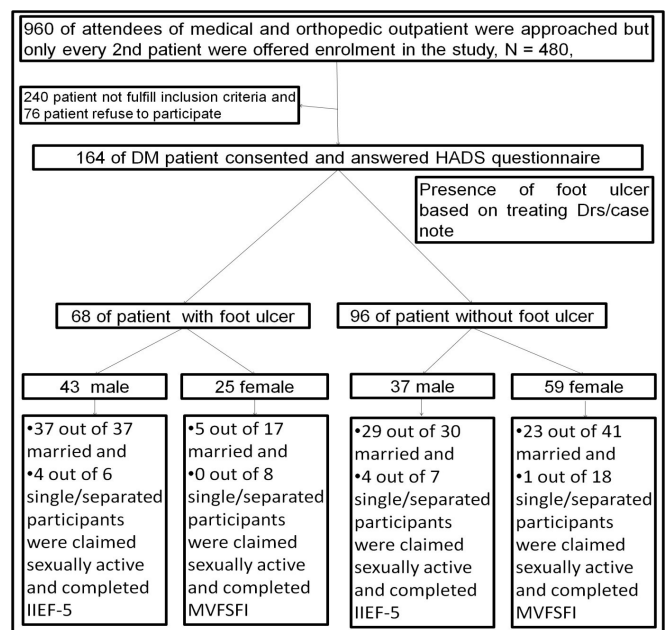 960 of attendees of medical and orthopedic outpatient were approached but
only every 2nd patient were offered enrolment in the study, N = 480,
240 patient not fulfill inclusion criteria and
76 patient refuse to participate
164 of DM patient consented and answered HADS questionnaire
Presence of foot ulcer
based on treating Drs/case
note
68 of patient with foot ulcer
96 of patient without foot ulcer
43 male
25 female
37 male
59 female
•37 out of 37
married and
•4 out of 6
single/separated
participants
were claimed
sexually active
and completed
IIEF-5
•5 out of 17
married and
•0 out of 8
single/separated
participants
were claimed
sexually active
and completed
MVFSFI
•29 out of 30
married and
•4 out of 7
single/separated
participants
were claimed
sexually active
and completed
IIEF-5
•23 out of 41
married and
•1 out of 18
single/separated
participants
were claimed
sexually active
and completed
MVFSFI